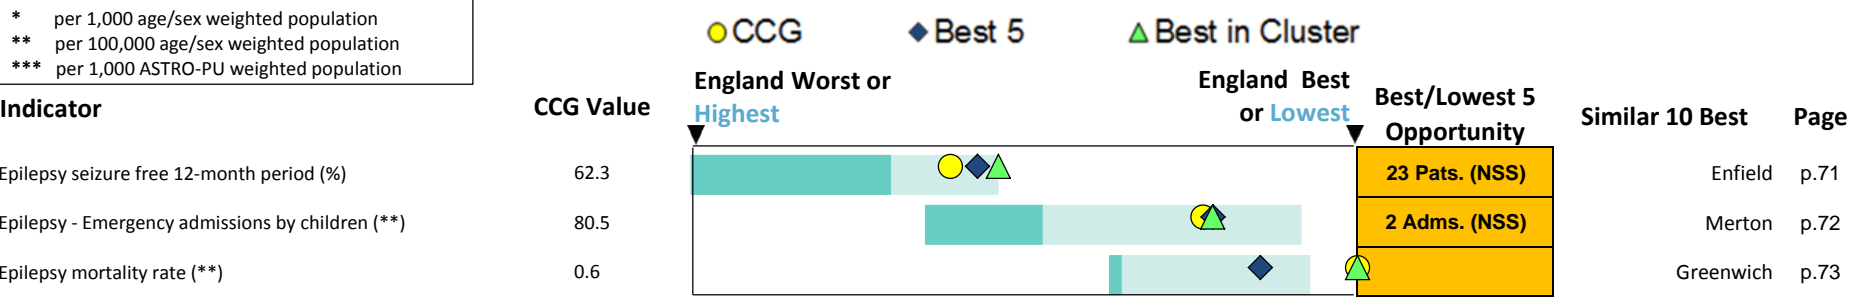 * per 1,000 age/sex weighted population
** per 100,000 age/sex weighted population
*** per 1,000 ASTRO-PU weighted population
CCG Best 5 Best in Cluster
England Worst or Highest
England Best or Lowest
Indicator CCG Value Best/Lowest 5 Opportunity Similar 10 Best Page
Epilepsy seizure free 12-month period (%) 62.3 23 Pats. (NSS) Enfield p.71
Epilepsy - Emergency admissions by children (**) 80.5 2 Adms. (NSS) Merton p.72
Epilepsy mortality rate (**) 0.6 Greenwich p.73